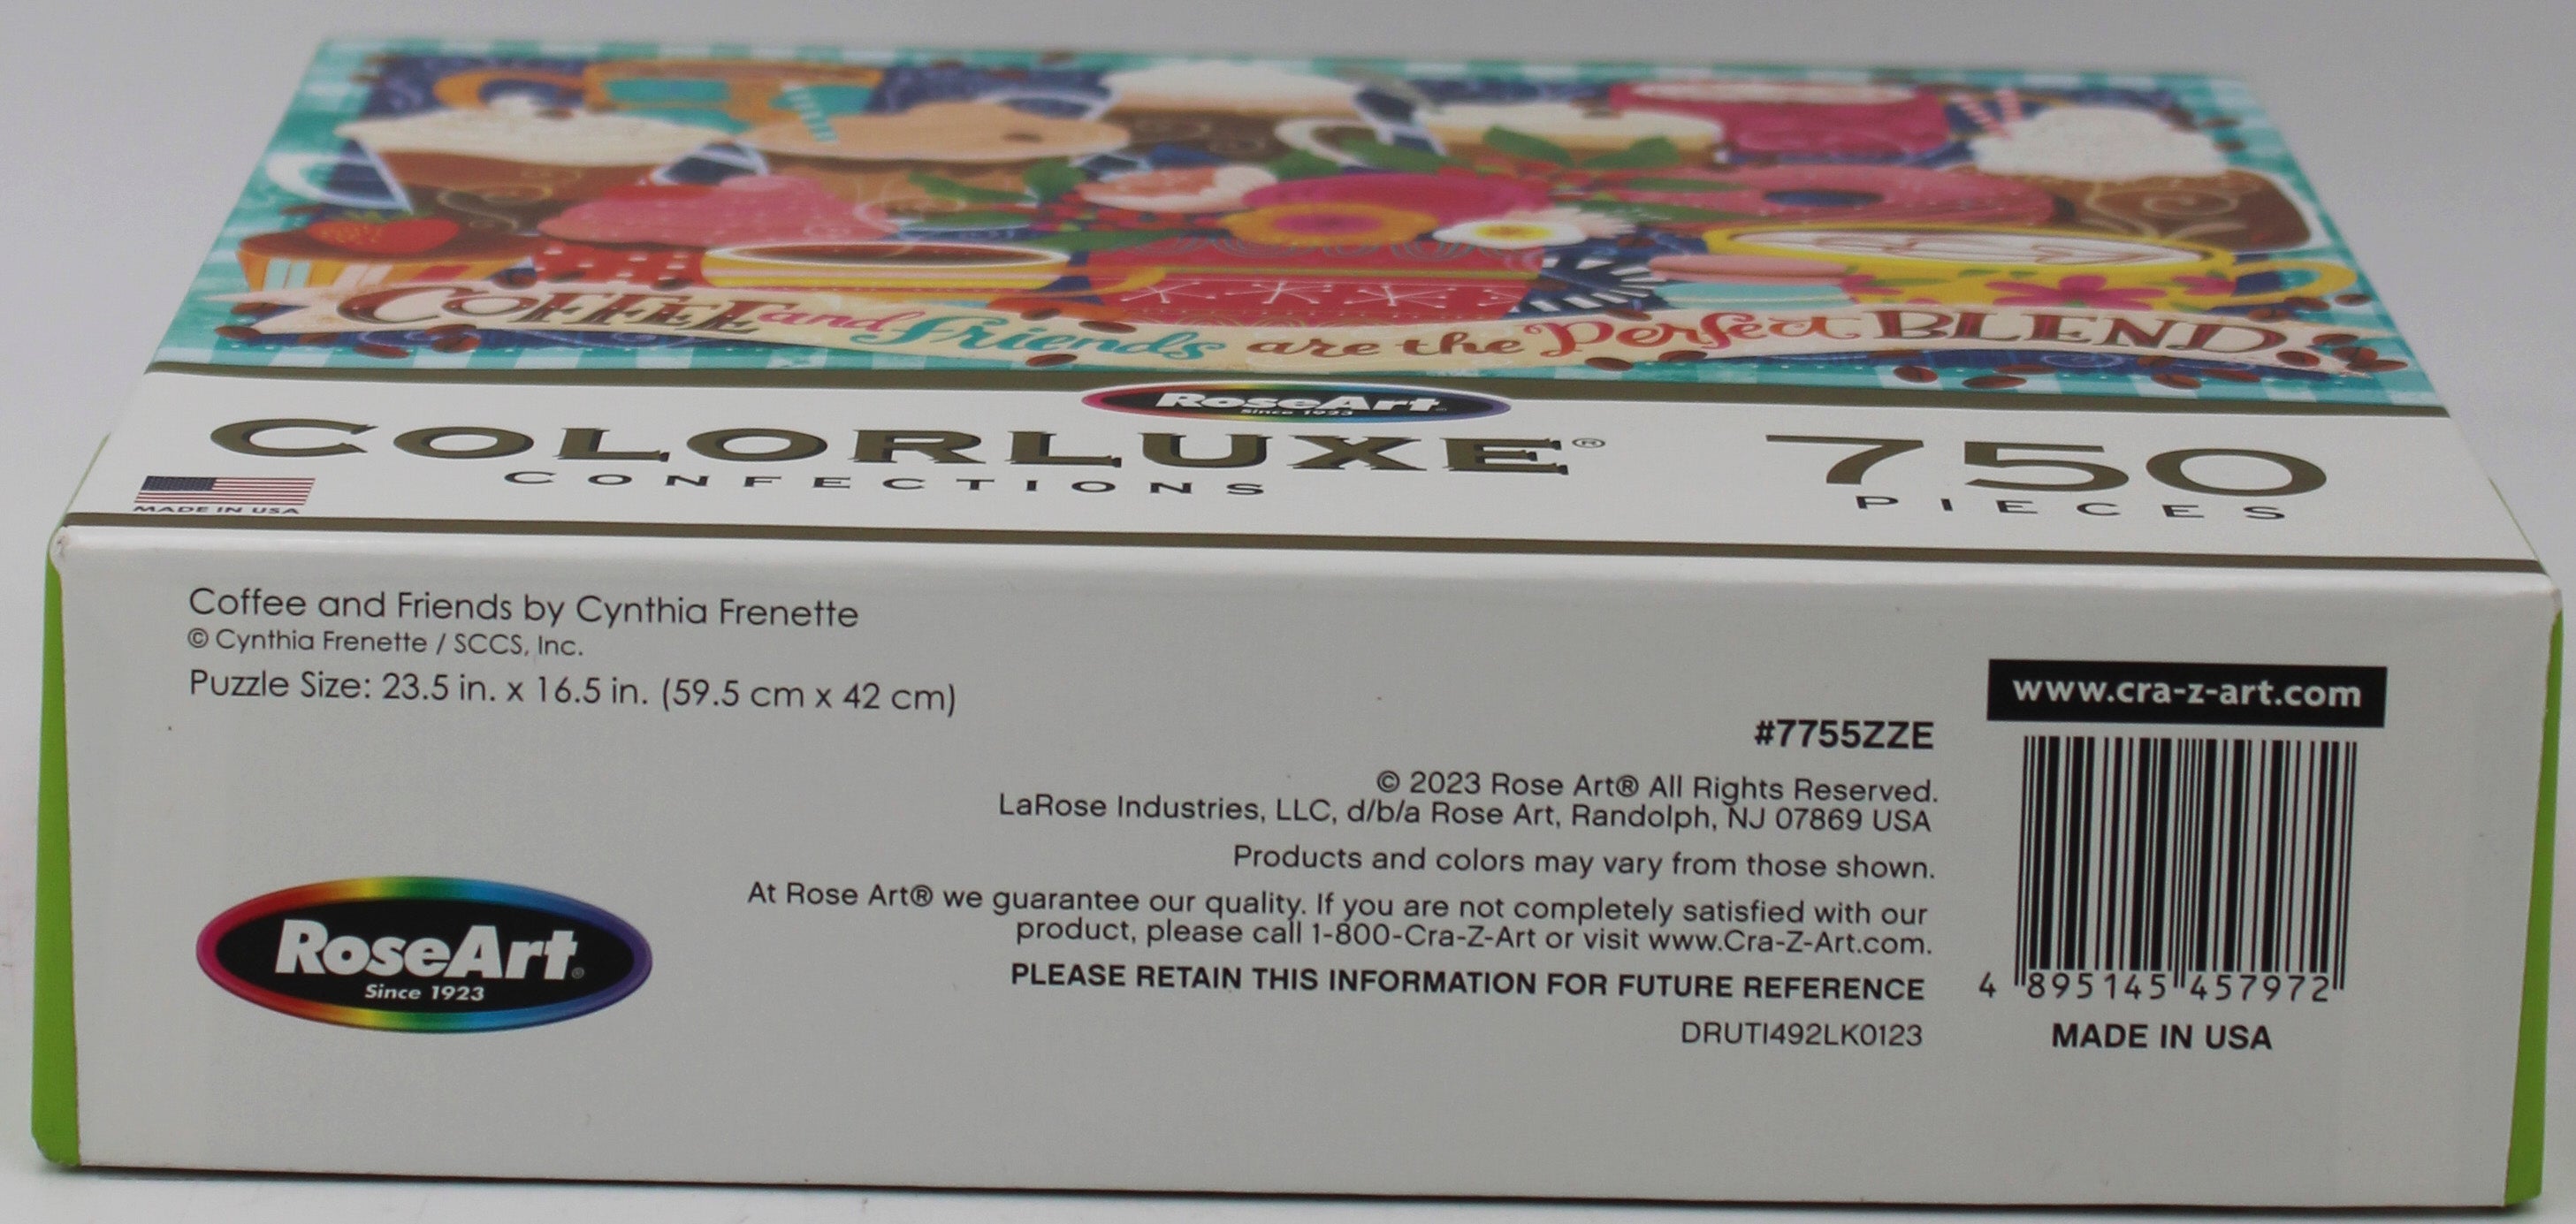 COFFEE and Friends are the Perfect BLEND
RoseArt
Since 1923
COLORLUXE® 750
CONFECTIONS PIECES
MADE IN USA
Coffee and Friends by Cynthia Frenette
© Cynthia Frenette / SCCS, Inc.
Puzzle Size: 23.5 in. x 16.5 in. (59.5 cm x 42 cm)
www.cra-z-art.com
#7755ZZE
© 2023 Rose Art® All Rights Reserved.
LaRose Industries, LLC, d/b/a Rose Art, Randolph, NJ 07869 USA
Products and colors may vary from those shown.
At Rose Art® we guarantee our quality. If you are not completely satisfied with our
product, please call 1-800-Cra-Z-Art or visit www.Cra-Z-Art.com.
PLEASE RETAIN THIS INFORMATION FOR FUTURE REFERENCE
DRUTI492LK0123
RoseArt®
Since 1923
4 895145 457972
MADE IN USA